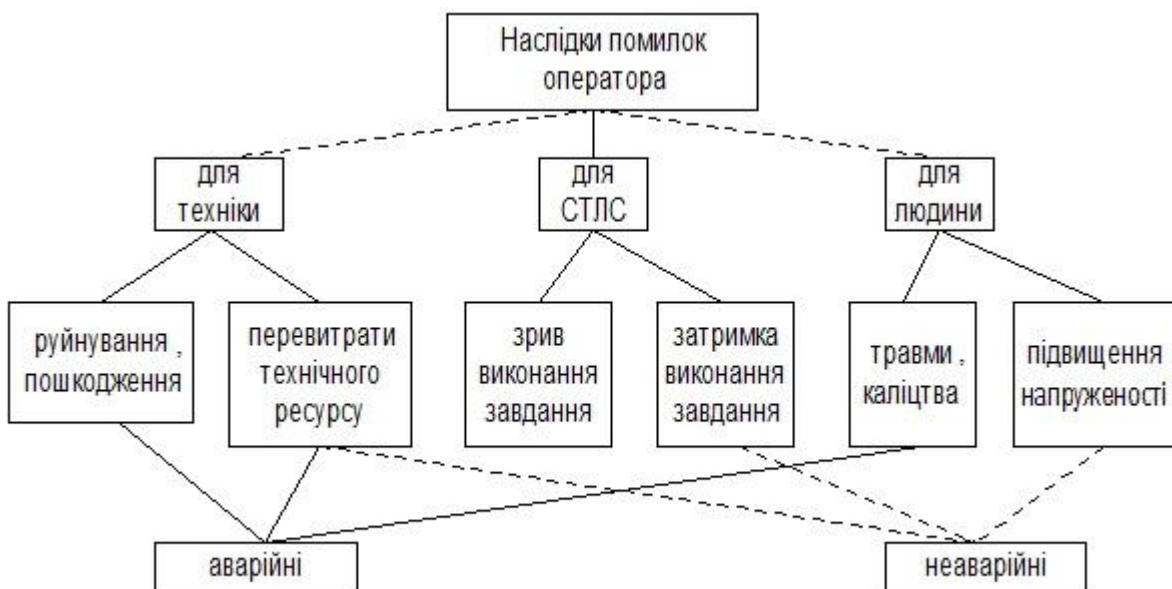 Наслідки помилок
оператора
для
техніки
для
СТЛС
для
людини
руйнування ,
пошкодження
перевитрати
технічного
ресурсу
зрив
виконання
завдання
затримка
виконання
завдання
травми ,
каліцтва
підвищення
напруженості
аварійні
неаварійні